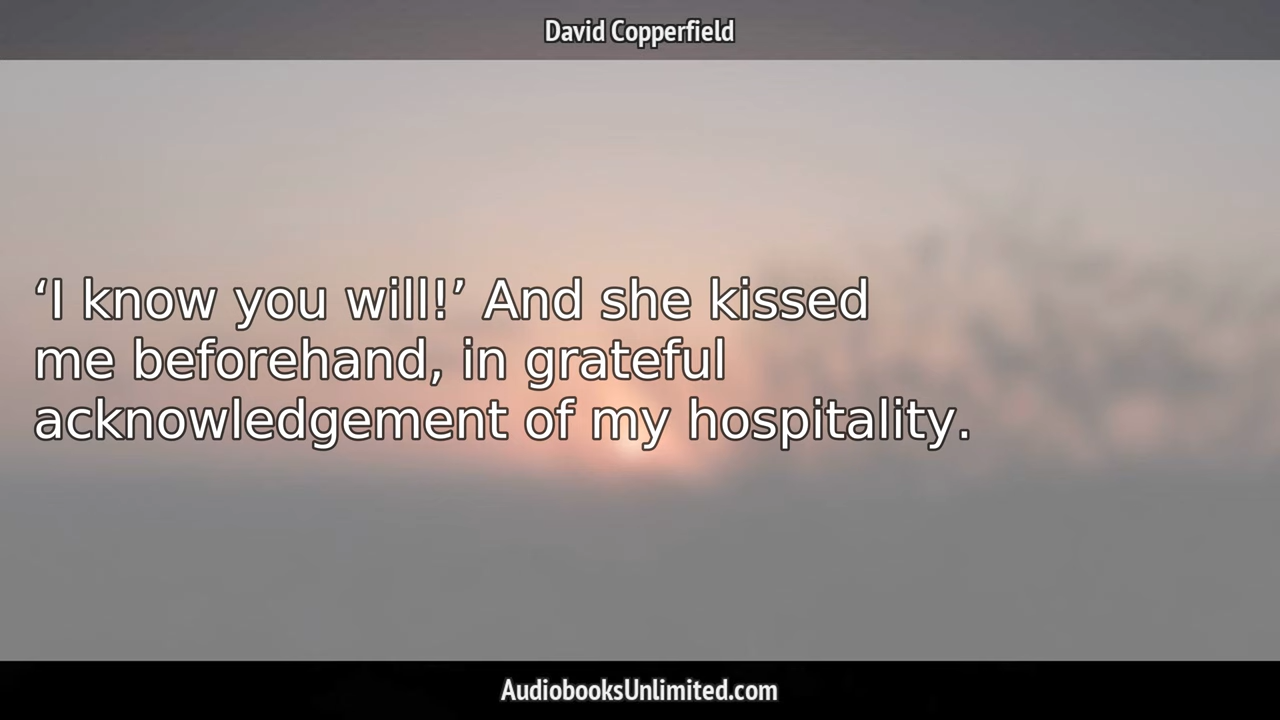 David Copperfield
‘I know you will!’ And she kissed
me beforehand, in grateful
acknowledgement of my hospitality.
AudiobooksUnlimited.com